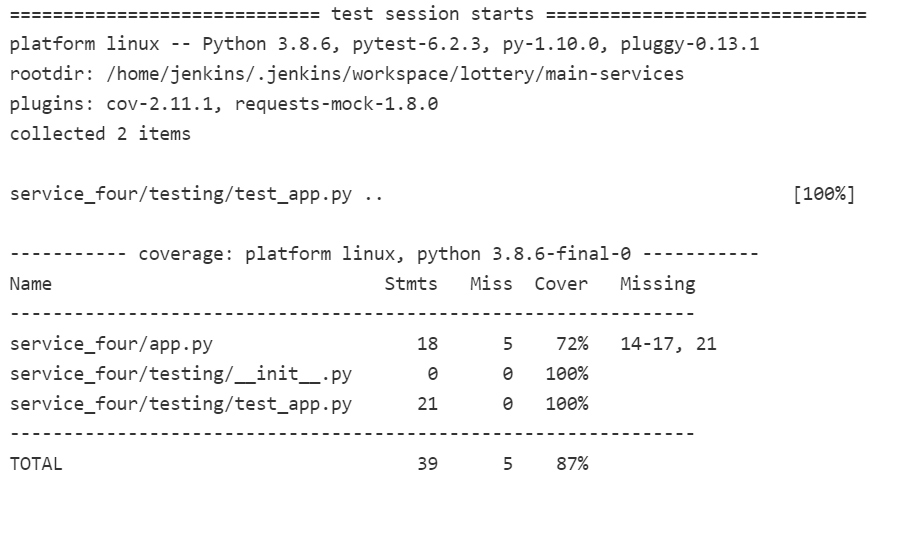 ============================= test session starts ==============================
platform linux -- Python 3.8.6, pytest-6.2.3, py-1.10.0, pluggy-0.13.1
rootdir: /home/jenkins/.jenkins/workspace/lottery/main-services
plugins: cov-2.11.1, requests-mock-1.8.0
collected 2 items

service_four/testing/test_app.py ..                                      [100%]

----------- coverage: platform linux, python 3.8.6-final-0 -----------
Name                               Stmts   Miss  Cover   Missing
----------------------------------------------------------------
service_four/app.py                   18      5    72%   14-17, 21
service_four/testing/__init__.py       0      0   100%
service_four/testing/test_app.py      21      0   100%
----------------------------------------------------------------
TOTAL                                 39      5    87%